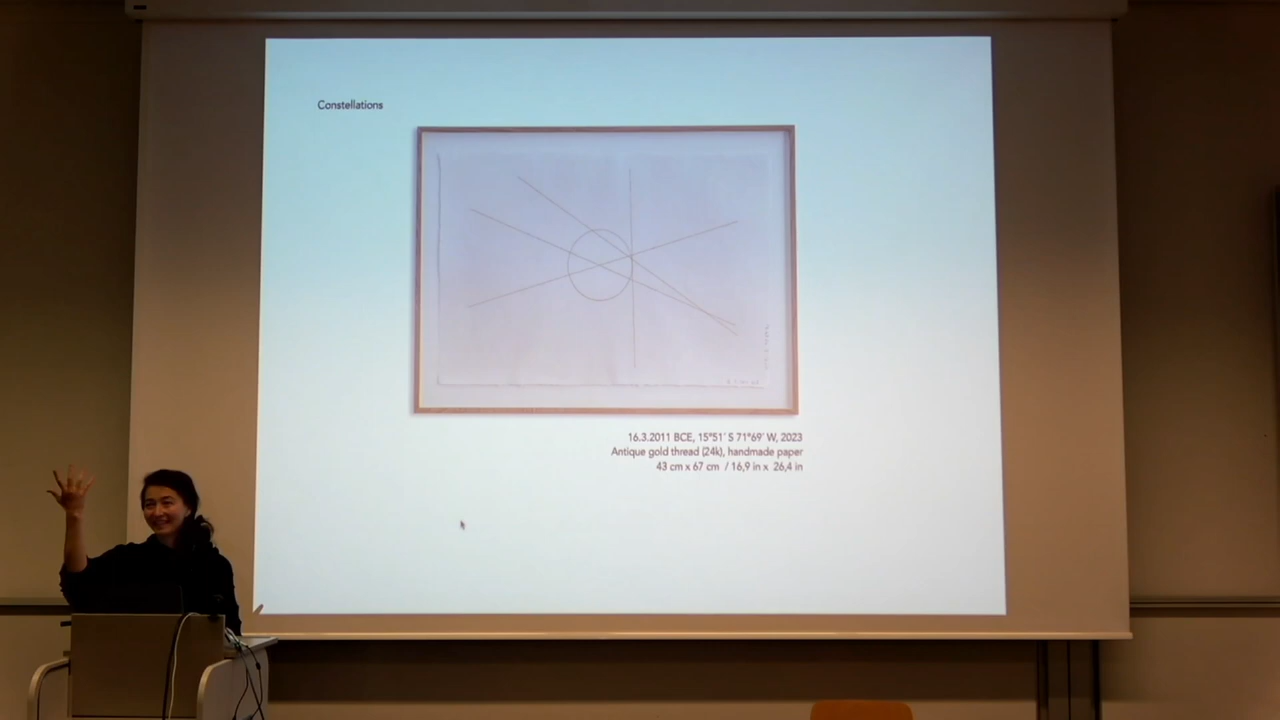 Constellations
16.3.2011 BCE, 15°51´ S 71°69´ W, 2023
Antique gold thread (24k), handmade paper
43 cm x 67 cm / 16,9 in x 26,4 in